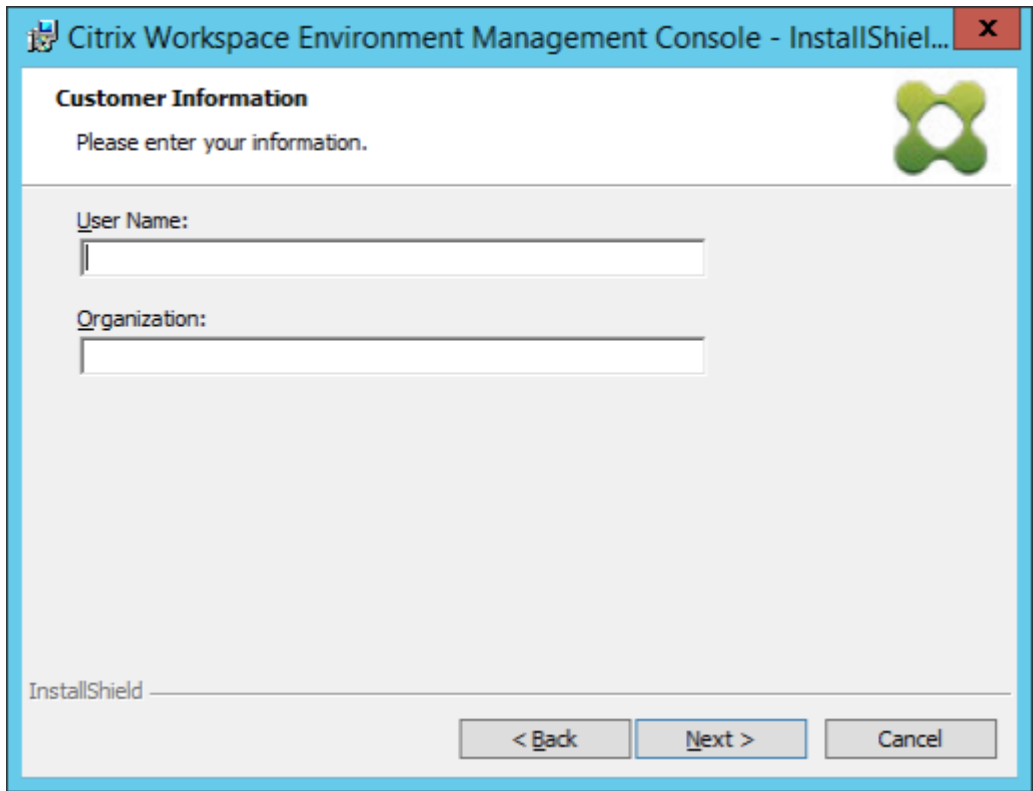 Citrix Workspace Environment Management Console - InstallShiel...
x
Customer Information
Please enter your information.
User Name:
Organization:
InstallShield
< Back
Next >
Cancel